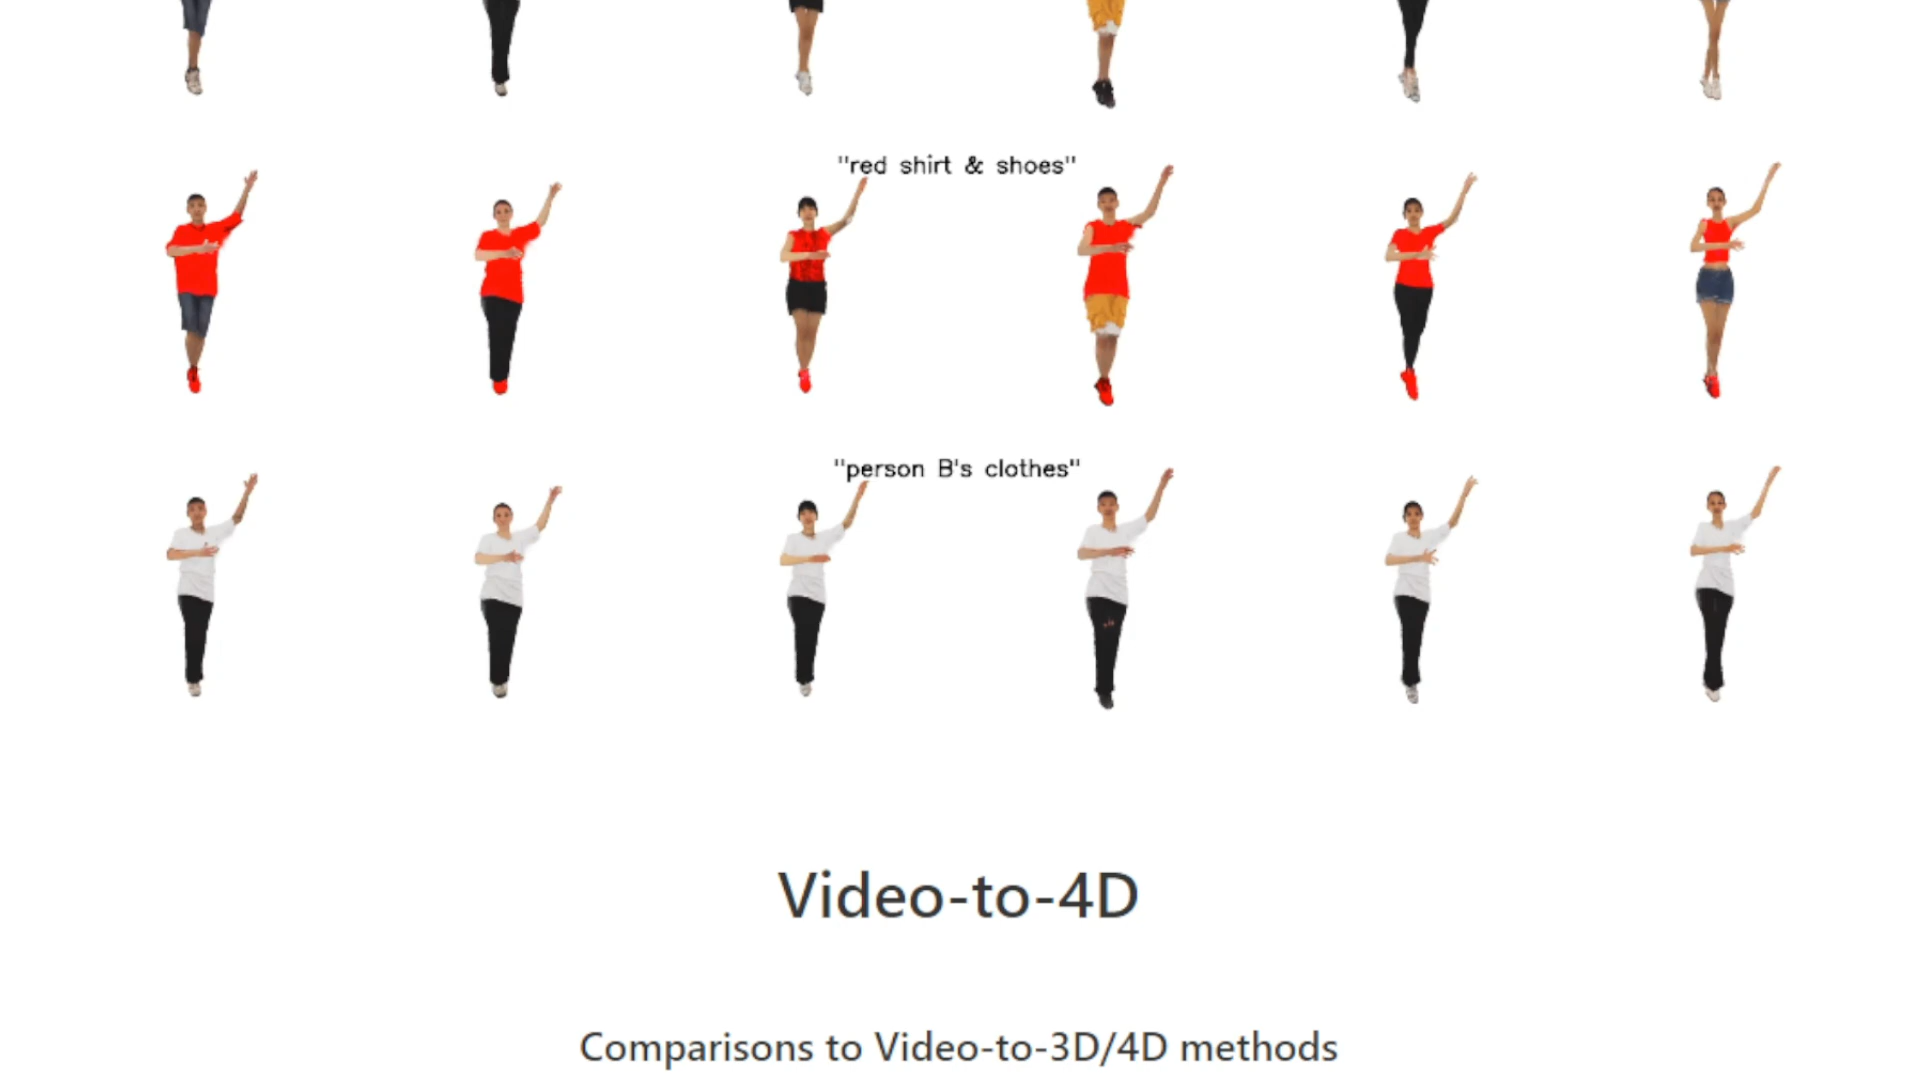 "red shirt & shoes"
"person B's clothes"
Video-to-4D
Comparisons to Video-to-3D/4D methods